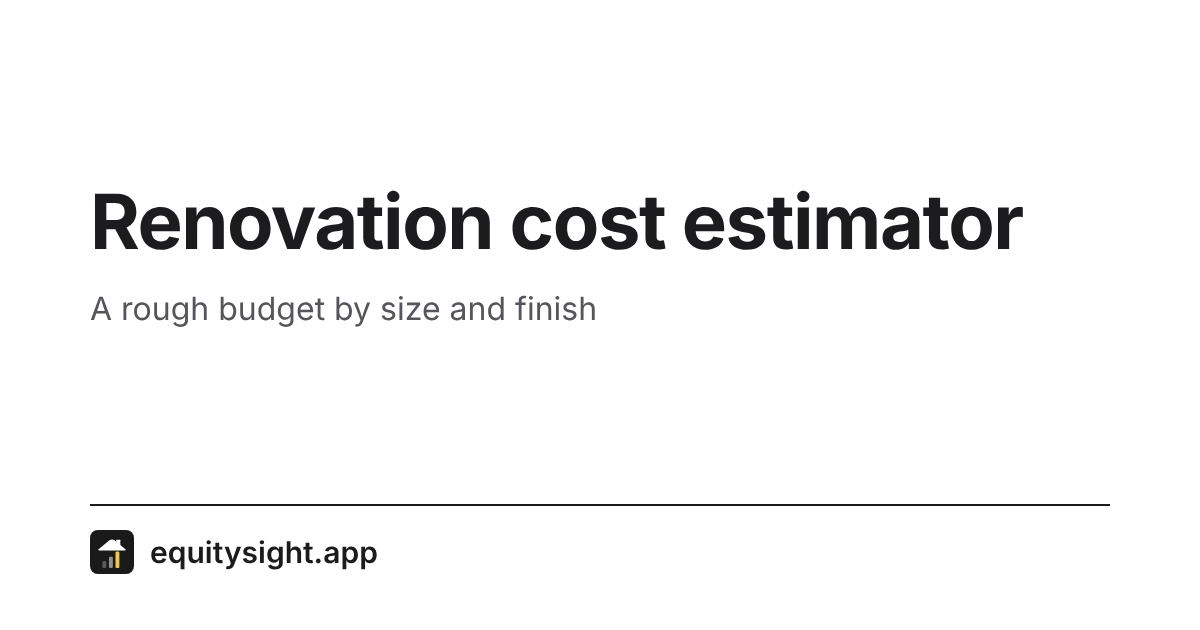 Renovation cost estimator
A rough budget by size and finish
equitysight.app